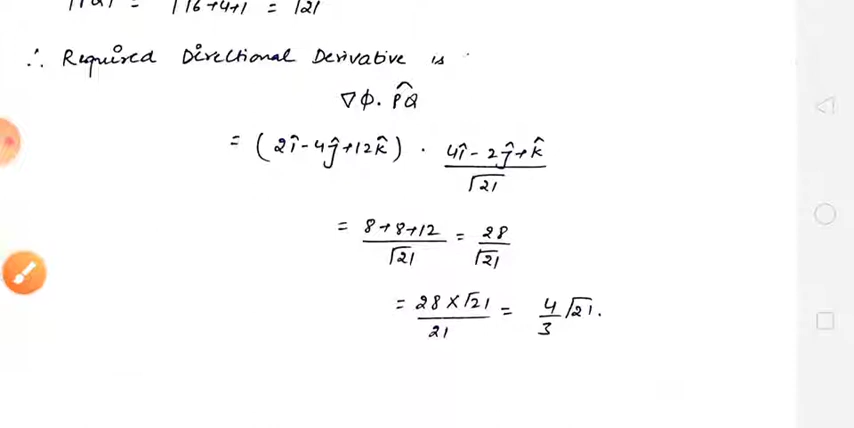 |PQ| = √16+4+1 = √21
∴ Required Directional Derivative is
∇φ. P̂Q
= (2î-4ĵ+12k̂) . 4î-2ĵ+k̂ / √21
= 8+8+12 / √21 = 28 / √21
= 28×√21 / 21 = 4/3 √21.